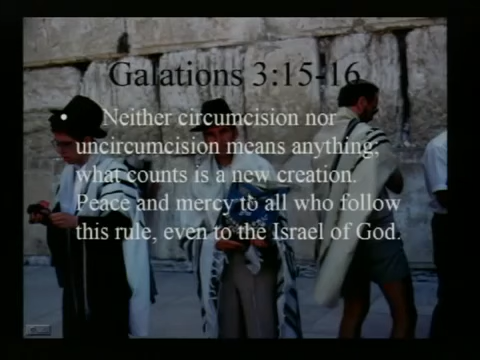 Galations 3:15-16
• Neither circumcision nor
uncircumcision means anything,
what counts is a new creation.
Peace and mercy to all who follow
this rule, even to the Israel of God.